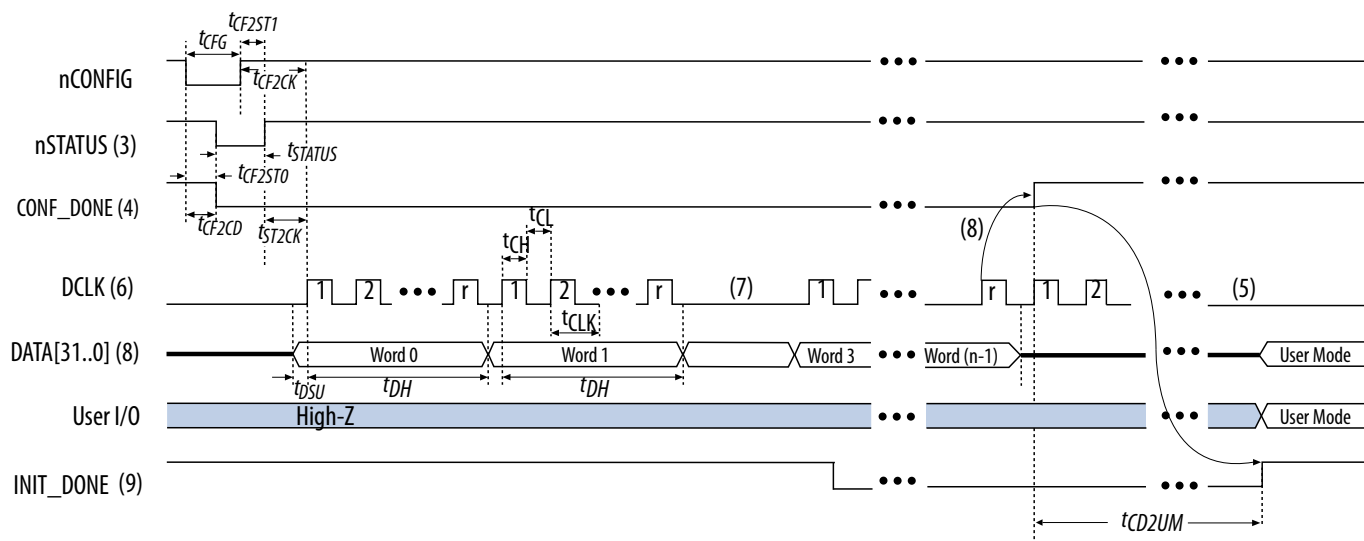 tCF2ST1
tCFG
nCONFIG
tCF2CK
nSTATUS (3)
tSTATUS
tCF2ST0
CONF_DONE (4)
tCF2CD
tST2CK
tCL
tCH
(8)
DCLK (6)
1 2 r 1 2 r (7) 1 r 1 2 (5)
tCLK
DATA[31..0] (8)
Word 0 Word 1 Word 3 Word (n-1) User Mode
tDSU tDH tDH
User I/O High-Z User Mode
INIT_DONE (9)
tCD2UM